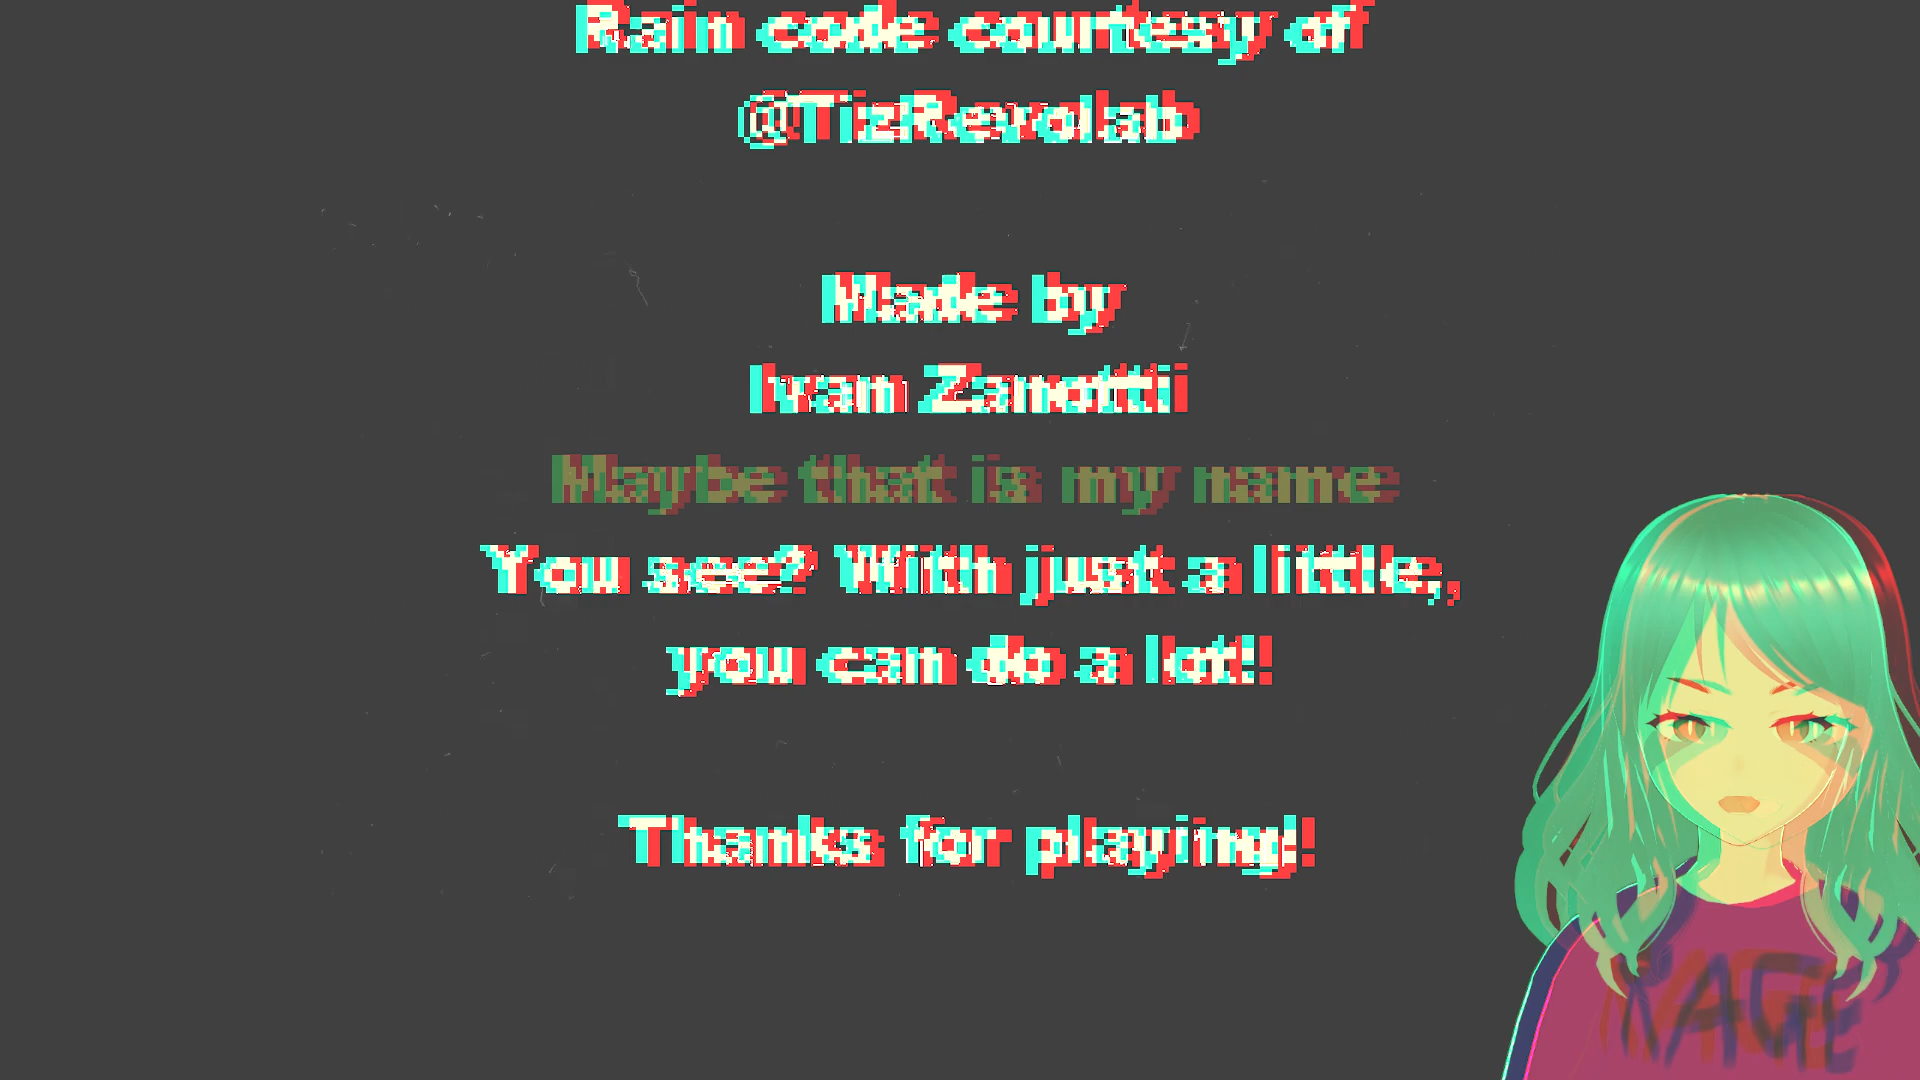 Rain code courtesy of
@TizRevolab
Made by
Ivan Zanotti
Maybe that is my name
You see? With just a little,
you can do a lot!
Thanks for playing!
RAGE